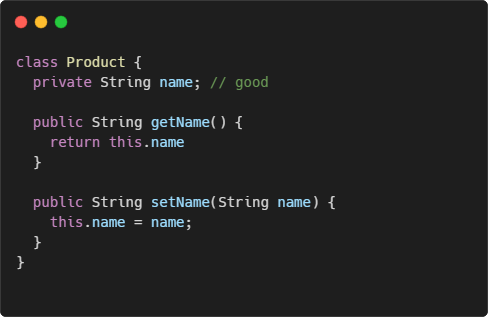 class Product {
  private String name; // good

  public String getName() {
    return this.name
  }

  public String setName(String name) {
    this.name = name;
  }
}